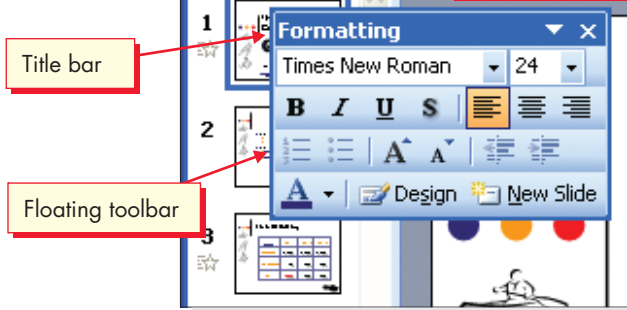 1
Formatting
Title bar
Times New Roman 24
B I U S
2
A A
Floating toolbar
A Design New Slide
3